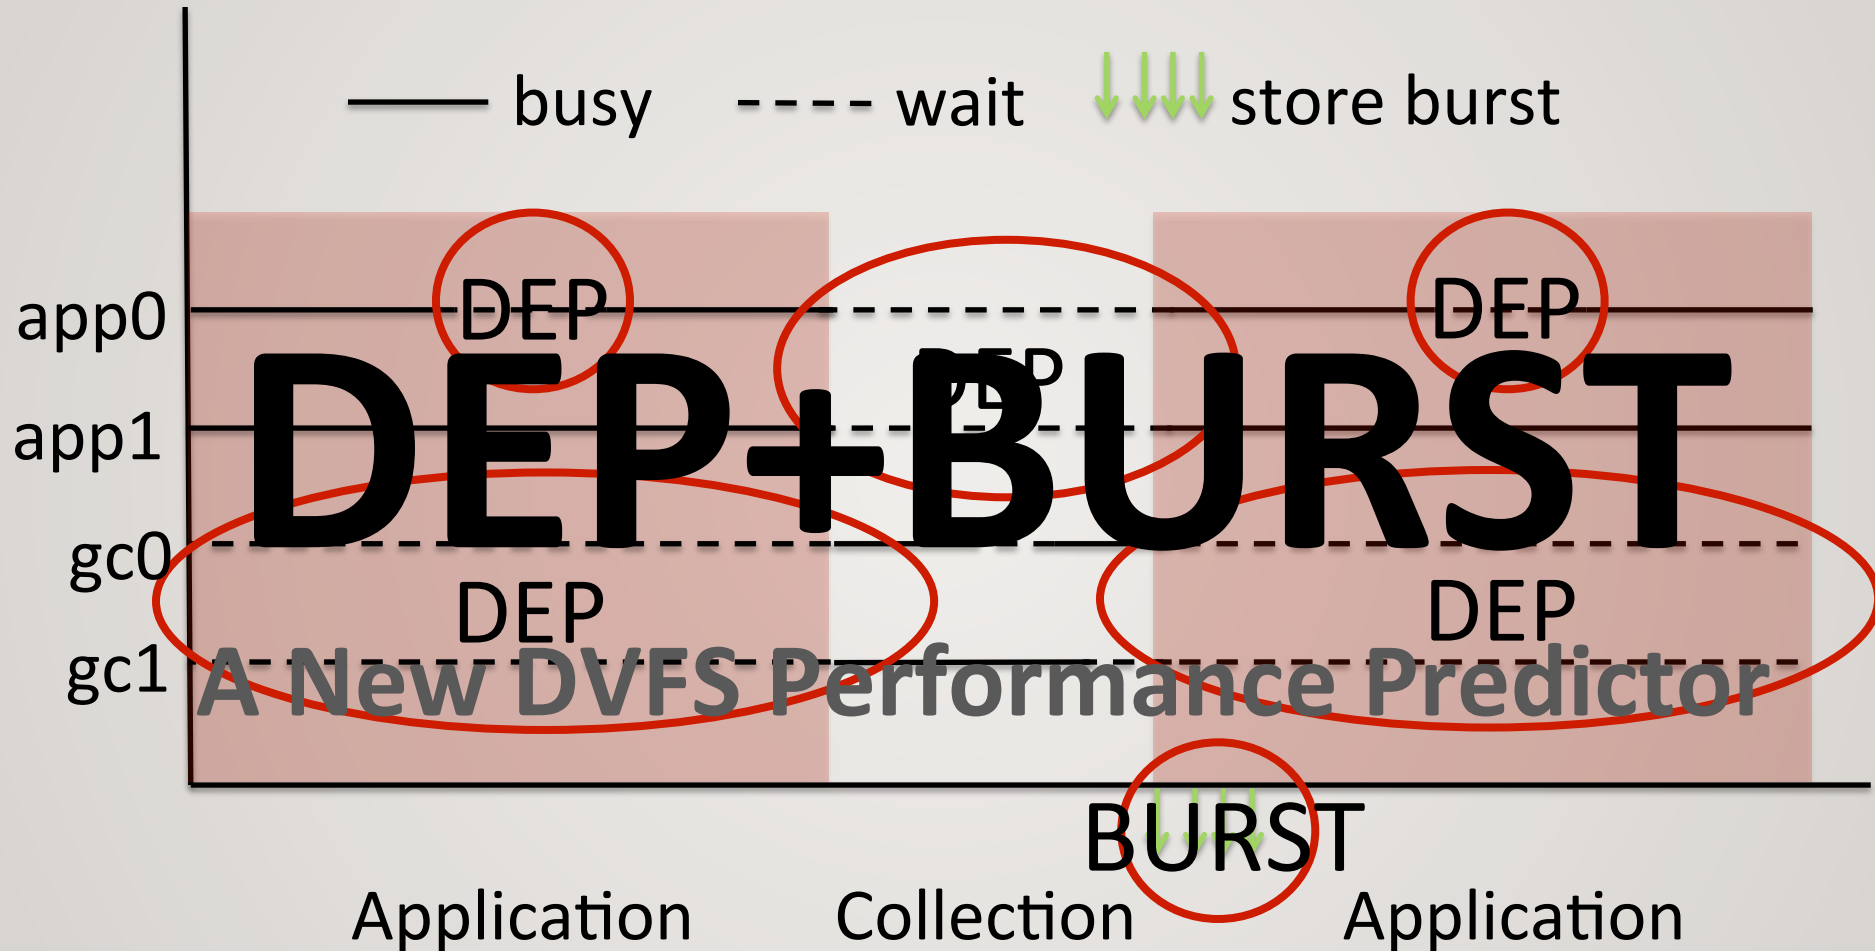 busy wait store burst
app0 DEP DEP
DEP
DEP+BURST
app1
gc0
DEP DEP
gc1
A New DVFS Performance Predictor
BURST
Application Collection Application